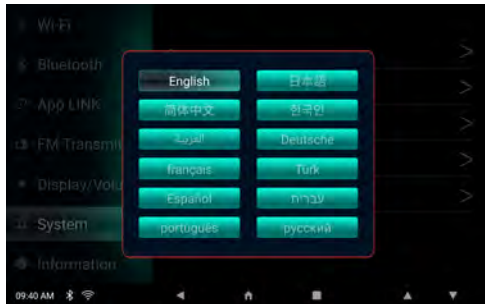 Wi-Fi
Bluetooth
App LINK
FM Transmi
Display/Volu
System
Information
English
日本語
简体中文
한국인
العربية
Deutsche
français
Türk
Español
עברית
português
русский
09:40 AM